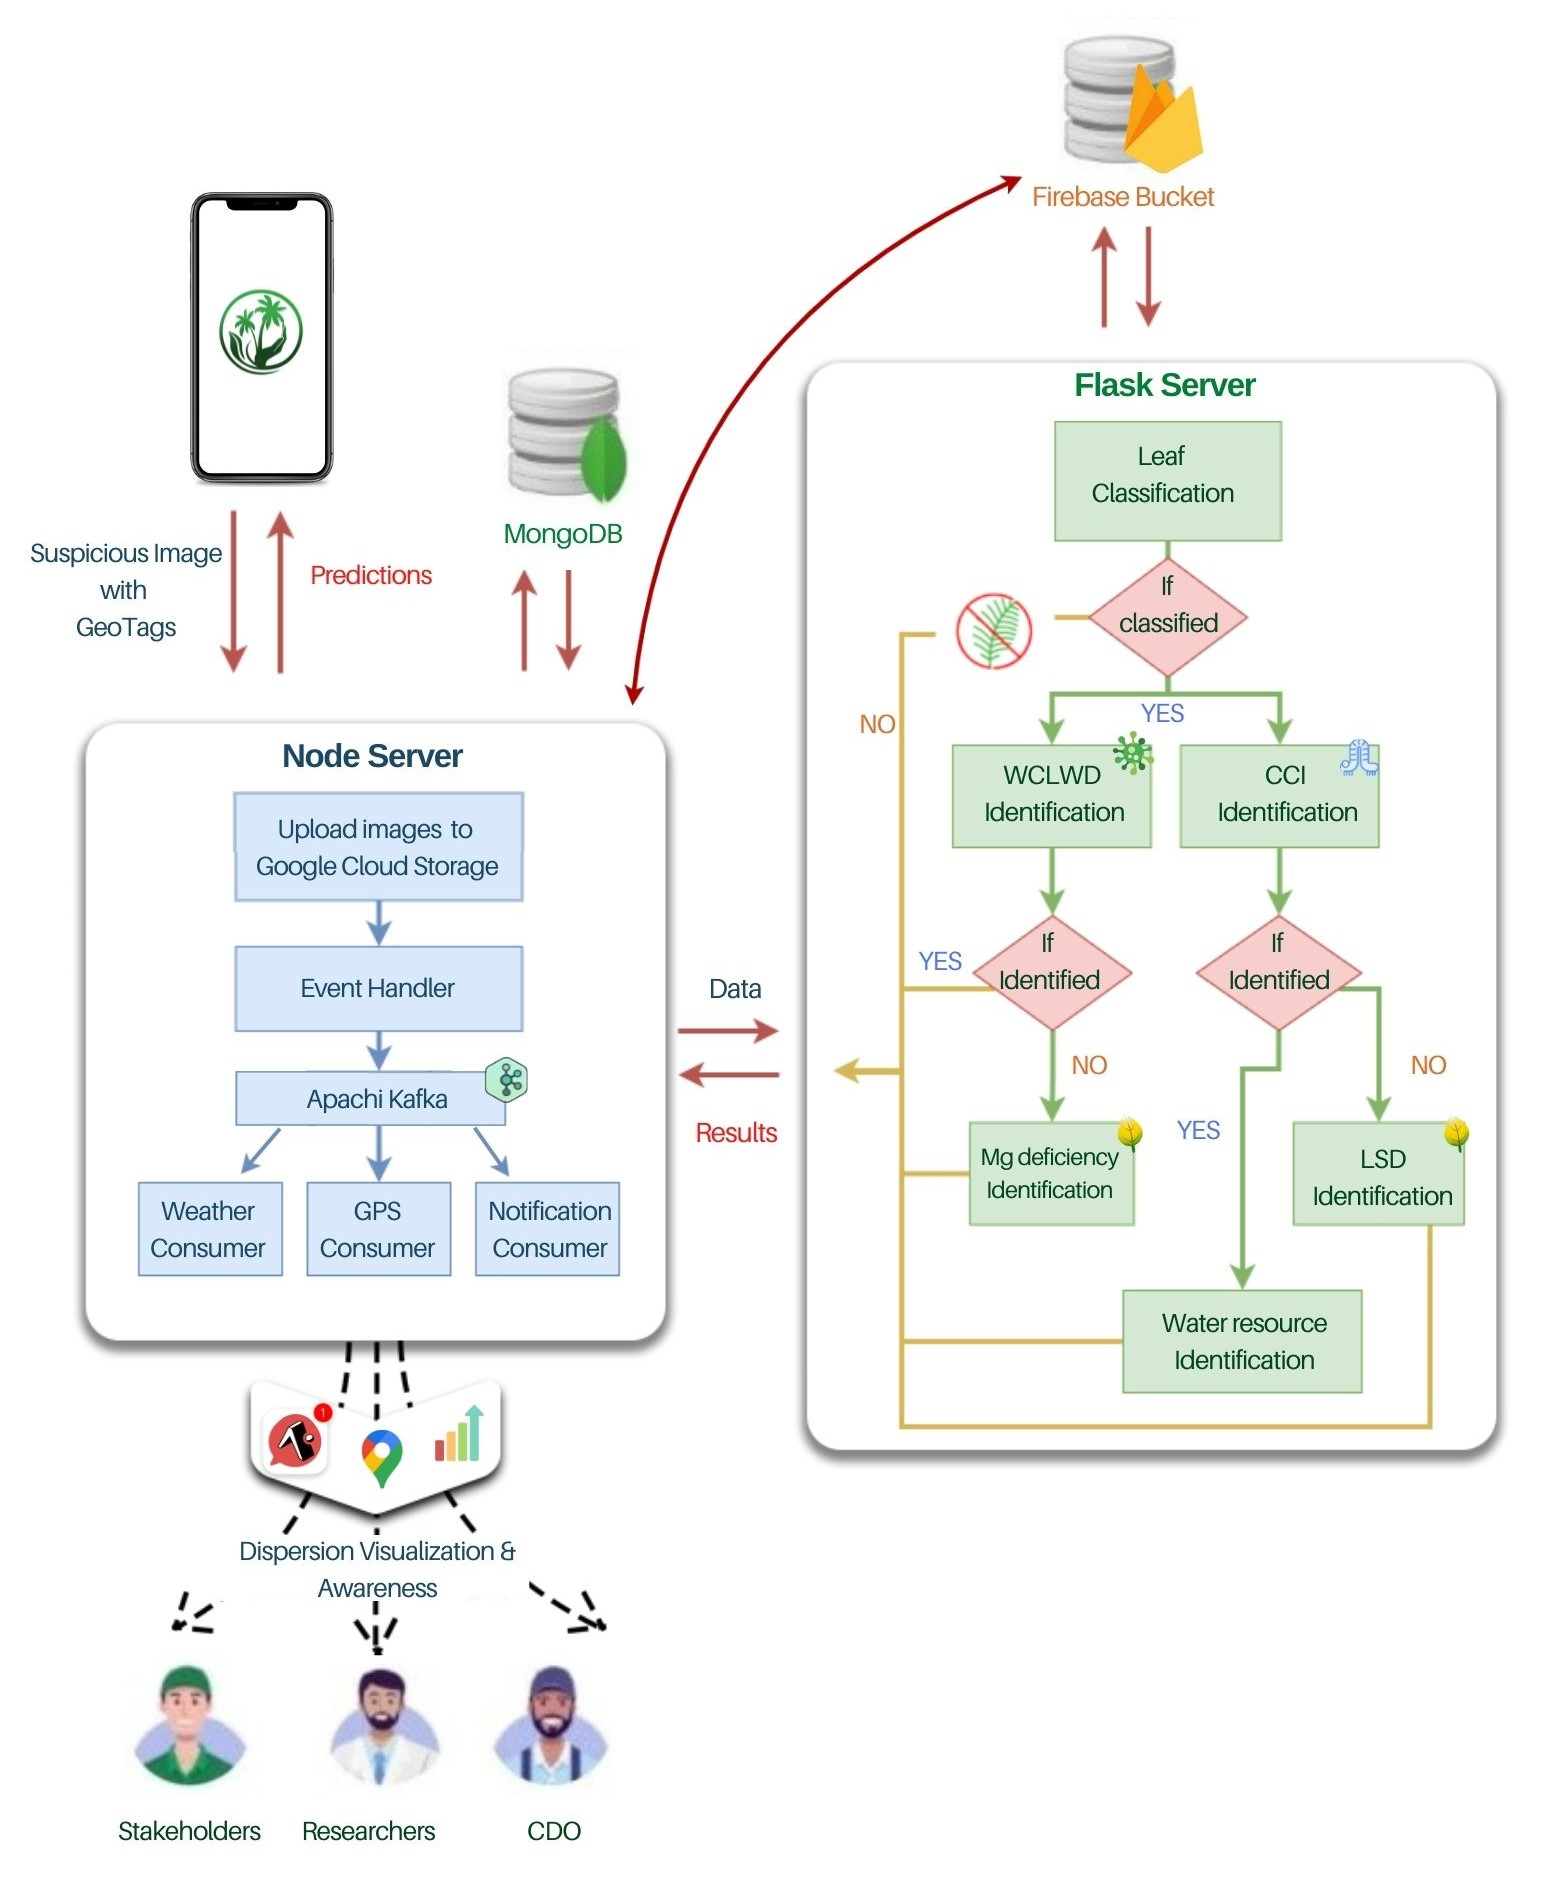 Firebase Bucket
Suspicious Image
with
GeoTags
Predictions
MongoDB
Node Server
Upload images to
Google Cloud Storage
Event Handler
Apachi Kafka
Weather
Consumer
GPS
Consumer
Notification
Consumer
Data
Results
Flask Server
Leaf
Classification
If
classified
NO
YES
WCLWD
Identification
CCI
Identification
YES
If
Identified
If
Identified
NO
NO
YES
Mg deficiency
Identification
LSD
Identification
Water resource
Identification
1
Dispersion Visualization &
Awareness
Stakeholders
Researchers
CDO